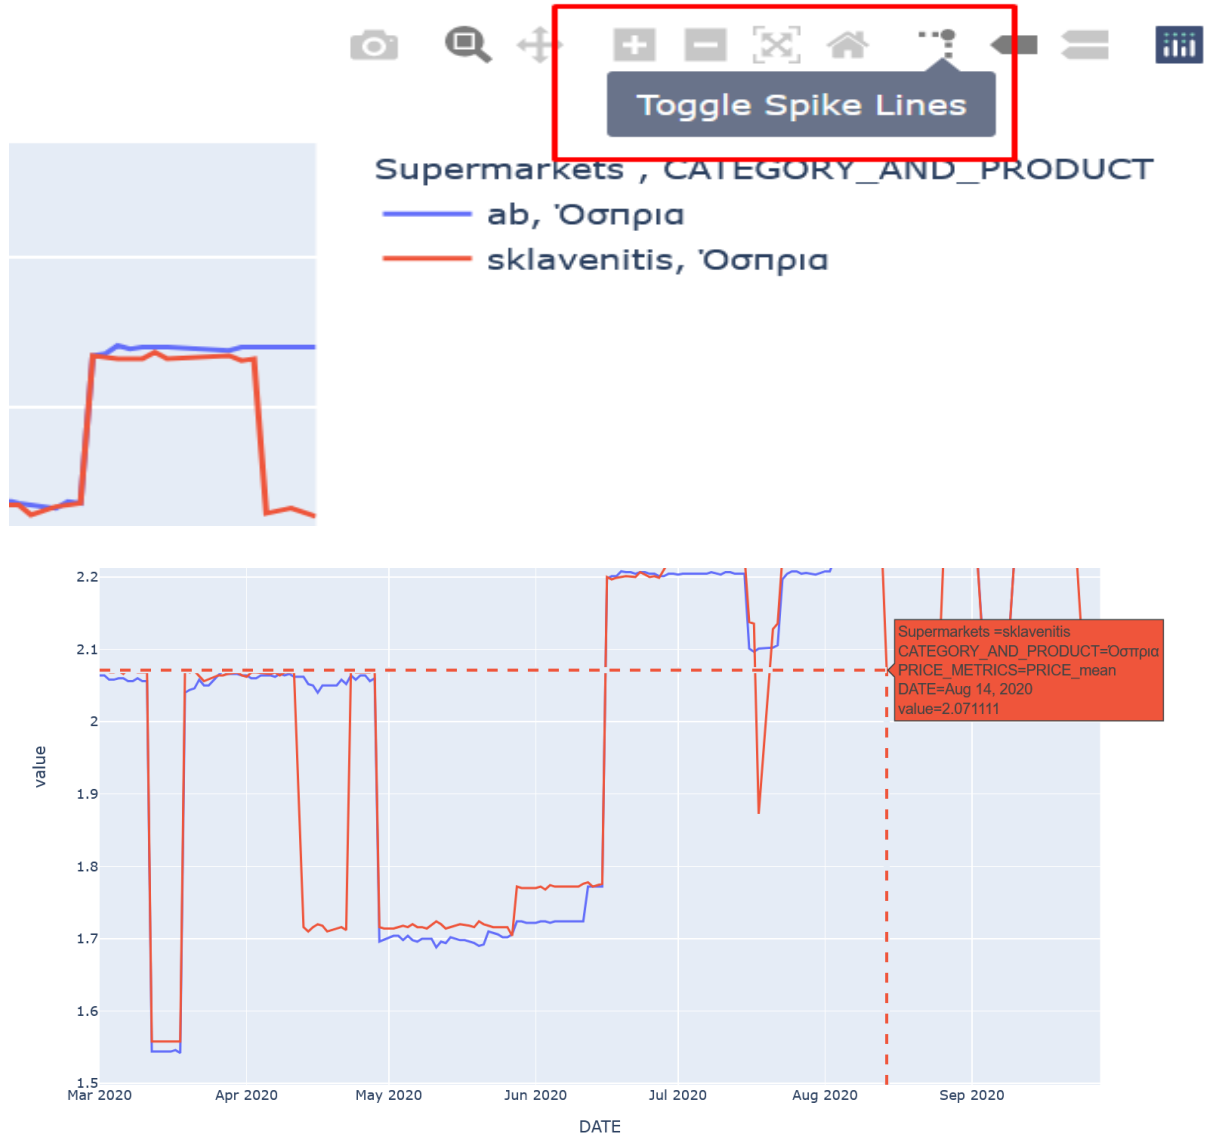 Toggle Spike Lines
Supermarkets , CATEGORY_AND_PRODUCT
ab, Όσπρια
sklavenitis, Όσπρια
2.2
2.1
2
1.9
1.8
1.7
1.6
1.5
value
Supermarkets =sklavenitis
CATEGORY_AND_PRODUCT=Όσπρια
PRICE_METRICS=PRICE_mean
DATE=Aug 14, 2020
value=2.071111
Mar 2020 Apr 2020 May 2020 Jun 2020 Jul 2020 Aug 2020 Sep 2020
DATE